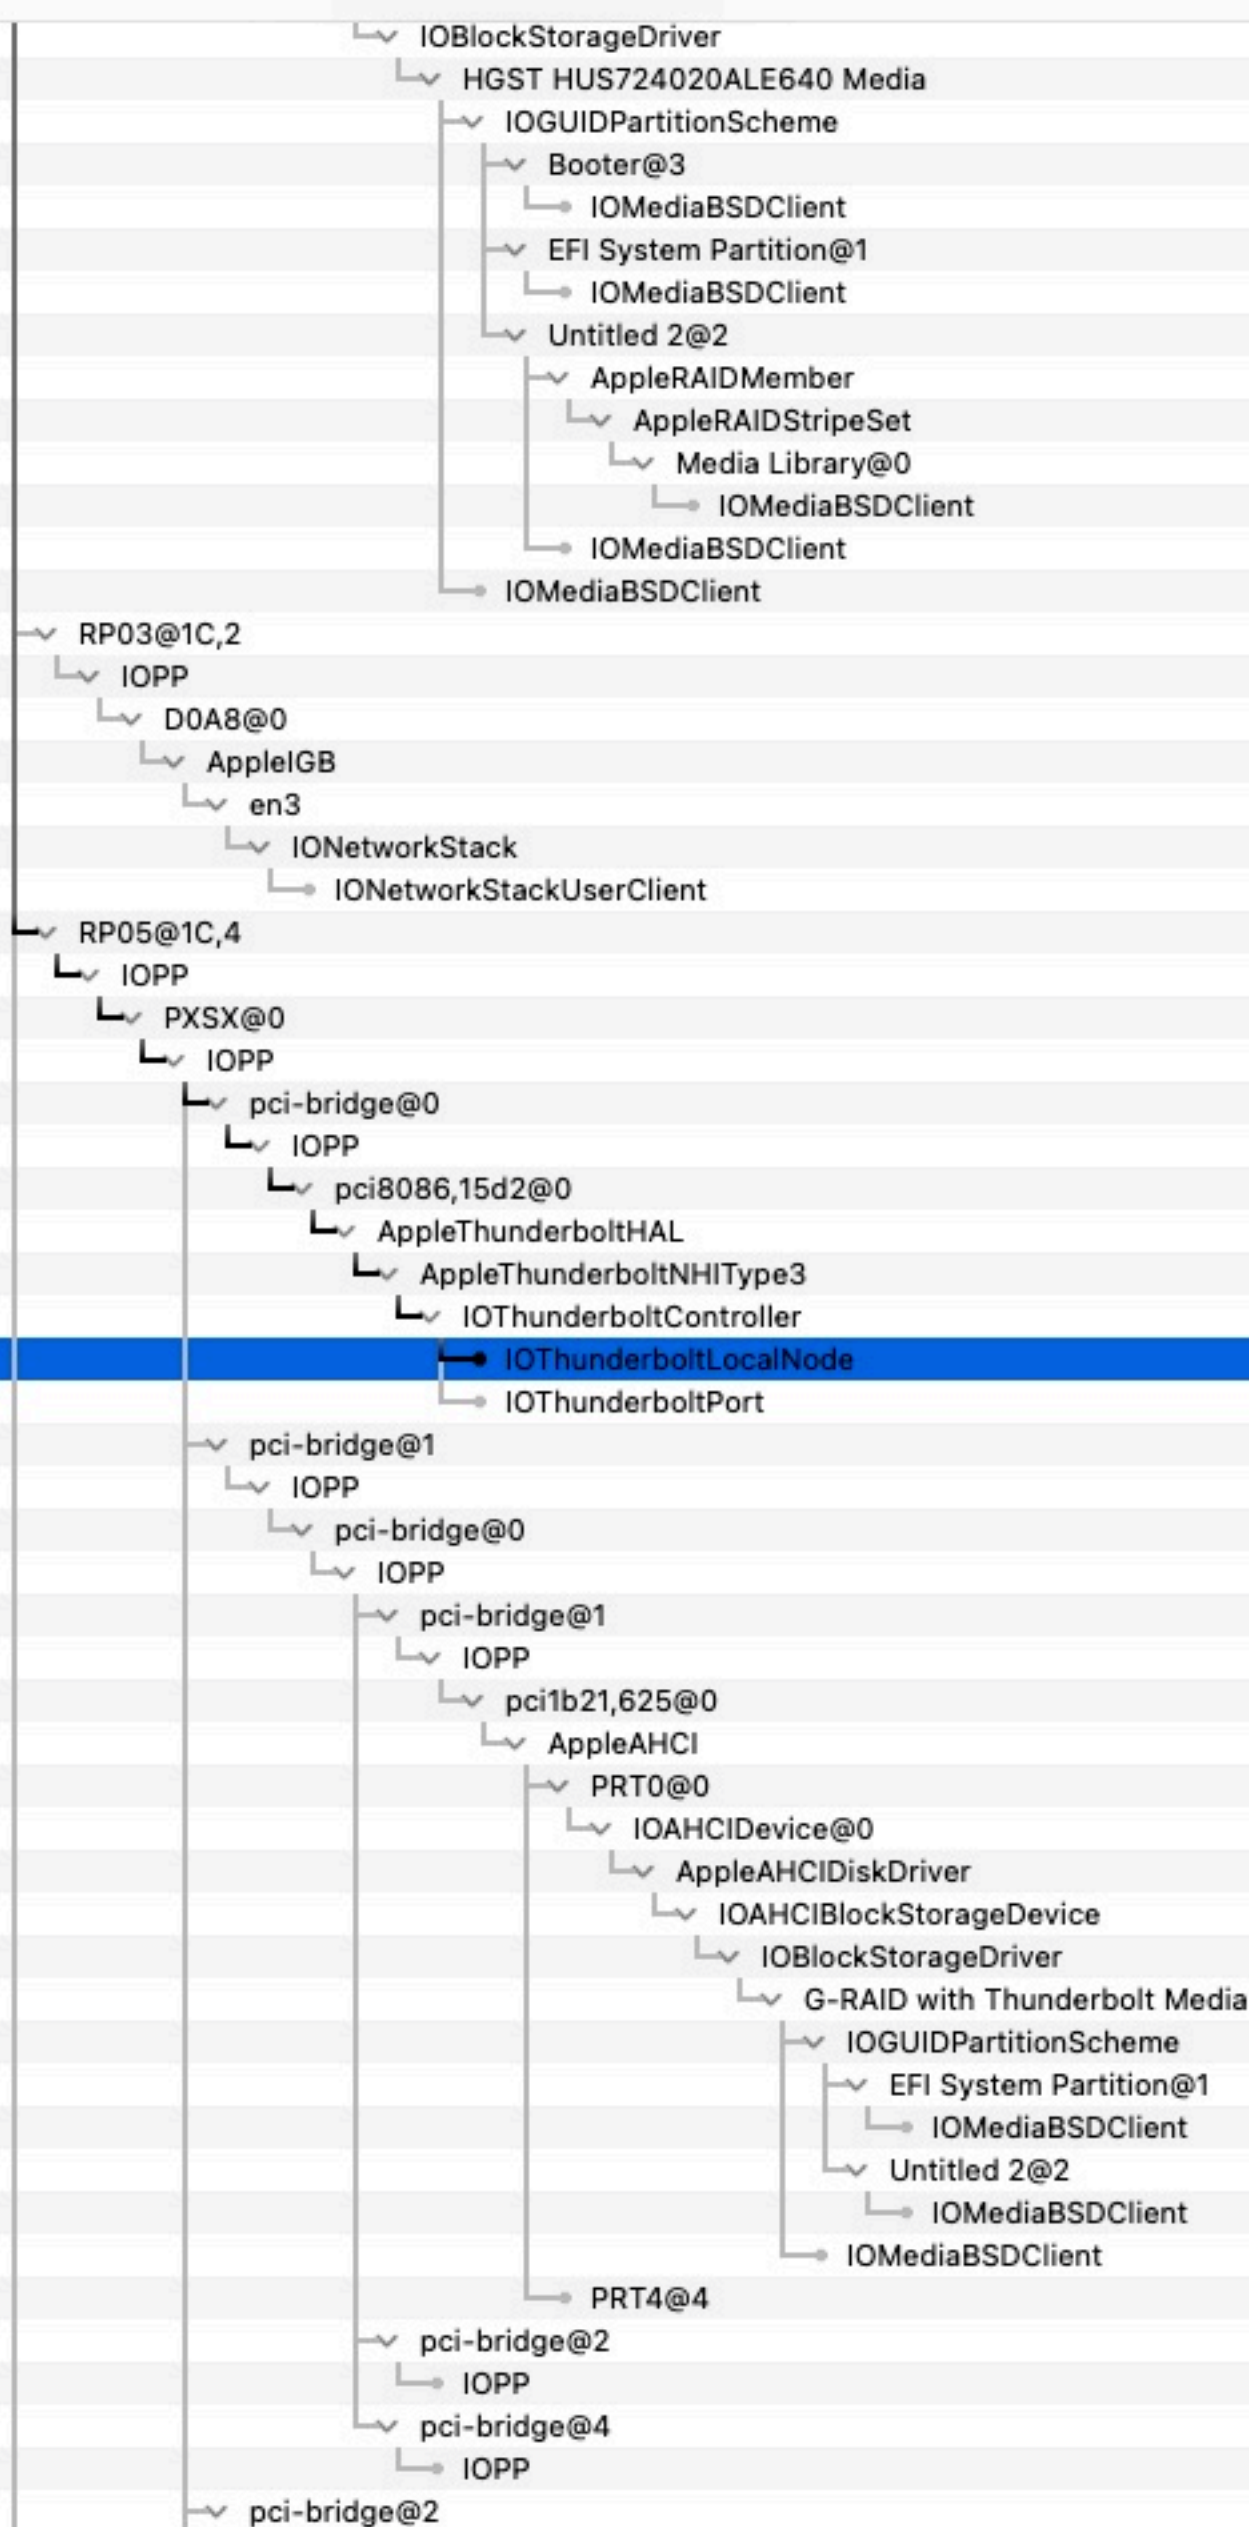 IOBlockStorageDriver
HGST HUS724020ALE640 Media
IOGUIDPartitionScheme
Booter@3
IOMediaBSDClient
EFI System Partition@1
IOMediaBSDClient
Untitled 2@2
AppleRAIDMember
AppleRAIDStripeSet
Media Library@0
IOMediaBSDClient
IOMediaBSDClient
IOMediaBSDClient
RP03@1C,2
IOPP
D0A8@0
AppleIGB
en3
IONetworkStack
IONetworkStackUserClient
RP05@1C,4
IOPP
PXSX@0
IOPP
pci-bridge@0
IOPP
pci8086,15d2@0
AppleThunderboltHAL
AppleThunderboltNHIType3
IOThunderboltController
IOThunderboltLocalNode
IOThunderboltPort
pci-bridge@1
IOPP
pci-bridge@0
IOPP
pci-bridge@1
IOPP
pci1b21,625@0
AppleAHCI
PRT0@0
IOAHCIDevice@0
AppleAHCIDiskDriver
IOAHCIBlockStorageDevice
IOBlockStorageDriver
G-RAID with Thunderbolt Media
IOGUIDPartitionScheme
EFI System Partition@1
IOMediaBSDClient
Untitled 2@2
IOMediaBSDClient
IOMediaBSDClient
PRT4@4
pci-bridge@2
IOPP
pci-bridge@4
IOPP
pci-bridge@2